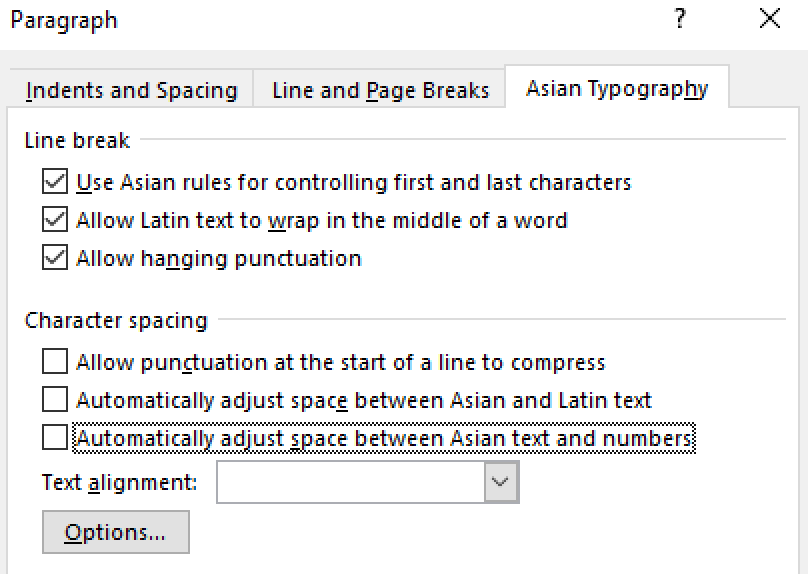 Paragraph ?
Indents and Spacing Line and Page Breaks Asian Typography
Line break
Use Asian rules for controlling first and last characters
Allow Latin text to wrap in the middle of a word
Allow hanging punctuation
Character spacing
Allow punctuation at the start of a line to compress
Automatically adjust space between Asian and Latin text
Automatically adjust space between Asian text and numbers
Text alignment:
Options...